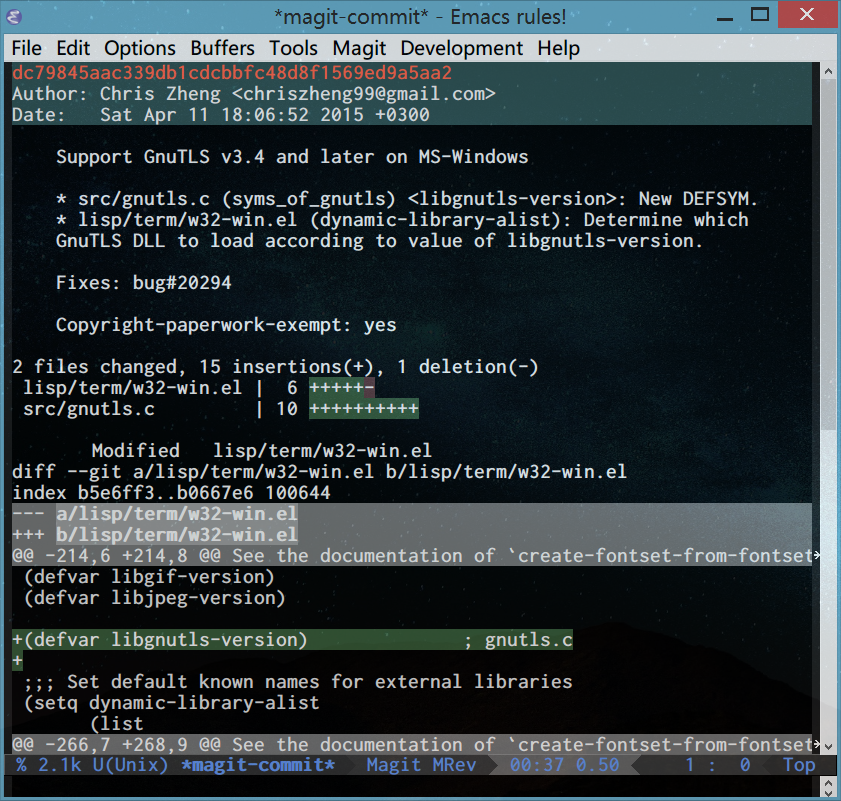 *magit-commit* - Emacs rules!
File Edit Options Buffers Tools Magit Development Help
dc79845aac339db1cdcbbfc48d8f1569ed9a5aa2
Author: Chris Zheng <chriszheng99@gmail.com>
Date:   Sat Apr 11 18:06:52 2015 +0300
Support GnuTLS v3.4 and later on MS-Windows
* src/gnutls.c (syms_of_gnutls) <libgnutls-version>: New DEFSYM.
* lisp/term/w32-win.el (dynamic-library-alist): Determine which
GnuTLS DLL to load according to value of libgnutls-version.
Fixes: bug#20294
Copyright-paperwork-exempt: yes
2 files changed, 15 insertions(+), 1 deletion(-)
lisp/term/w32-win.el |  6 +++++-
src/gnutls.c         | 10 ++++++++++
Modified   lisp/term/w32-win.el
diff --git a/lisp/term/w32-win.el b/lisp/term/w32-win.el
index b5e6ff3..b0667e6 100644
--- a/lisp/term/w32-win.el
+++ b/lisp/term/w32-win.el
@@ -214,6 +214,8 @@ See the documentation of `create-fontset-from-fontset
(defvar libgif-version)
(defvar libjpeg-version)
+(defvar libgnutls-version)              ; gnutls.c
+
;;; Set default known names for external libraries
(setq dynamic-library-alist
(list
@@ -266,7 +268,9 @@ See the documentation of `create-fontset-from-fontset
% 2.1k U(Unix) *magit-commit* Magit MRev 00:37 0.50 1 : 0 Top